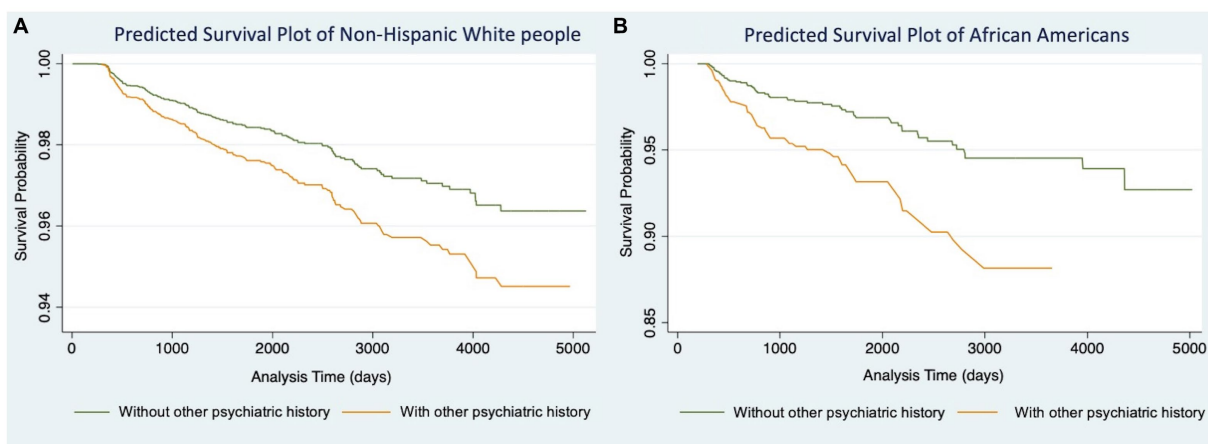 A
Predicted Survival Plot of Non-Hispanic White people
Survival Probability
1.00
0.98
0.96
0.94
0
1000
2000
3000
4000
5000
Analysis Time (days)
Without other psychiatric history
With other psychiatric history
B
Predicted Survival Plot of African Americans
Survival Probability
1.00
0.95
0.90
0.85
0
1000
2000
3000
4000
5000
Analysis Time (days)
Without other psychiatric history
With other psychiatric history